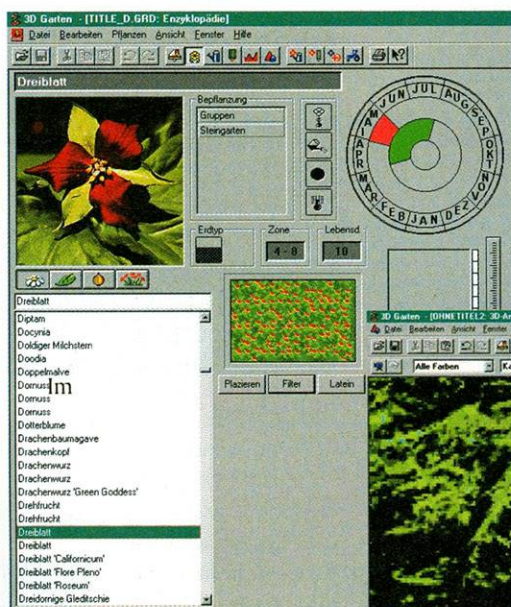 3D Garten - [TITLE_D.GRD: Enzyklopädie]
Datei Bearbeiten Pflanzen Ansicht Fenster Hilfe
Dreiblatt
Bepflanzung
Gruppen
Steingarten
JAN
FEB
MAR
APR
MAI
JUN
JUL
AUG
SEP
OKT
NOV
DEZ
Erdtyp
Zone
Lebensd.
4 - 8
10
Dreiblatt
Diptam
Docynia
Doldiger Milchstern
Doodia
Doppelmalve
Dornuss
Im
Dornuss
Dornuss
Dotterblume
Drachenbaumagave
Drachenkopf
Drachenwurz
Drachenwurz
Drachenwurz 'Green Goddess'
Drehfrucht
Drehfrucht
Dreiblatt
Dreiblatt
Dreiblatt 'Californicum'
Dreiblatt 'Flore Pleno'
Dreiblatt 'Roseum'
Dreidornige Gleditschie
Plazieren
Filter
Latein
3D Garten - [OHNETITEL2: 3D-An
Datei Bearbeiten Ansicht Fenster
Alle Farben
Ka